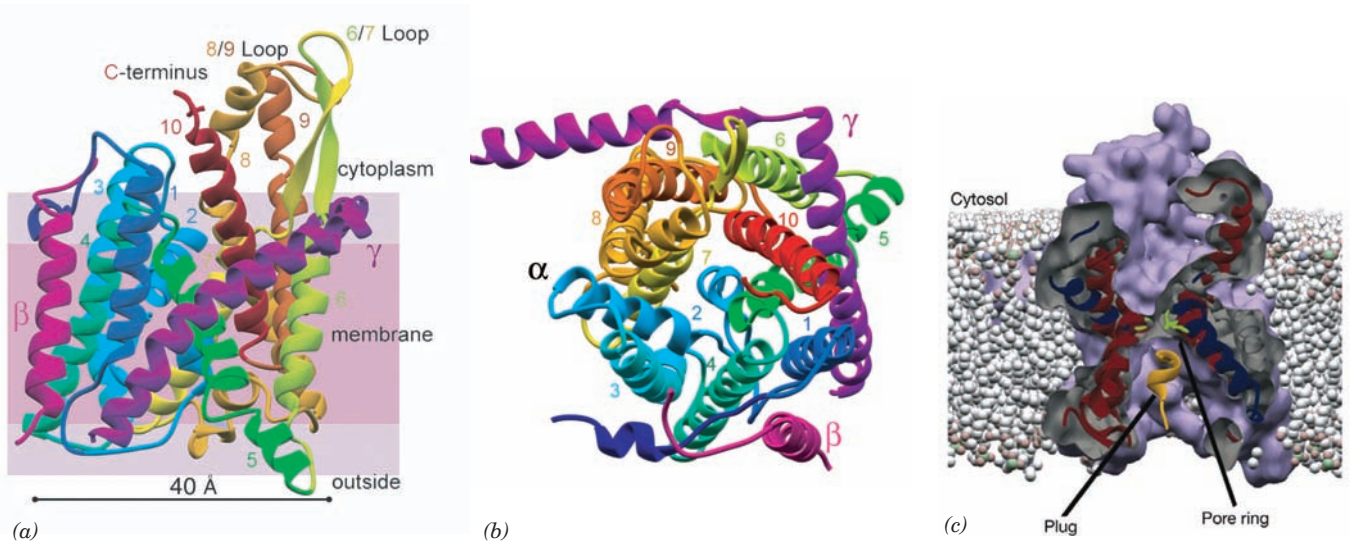 6/7 Loop
8/9 Loop
C-terminus
10
9
8
cytoplasm
3
1
2
4
γ
β
6
membrane
5
outside
40 Å
(a)
γ
6
9
10
8
5
7
α
2
1
4
3
β
(b)
Cytosol
Plug
Pore ring
(c)